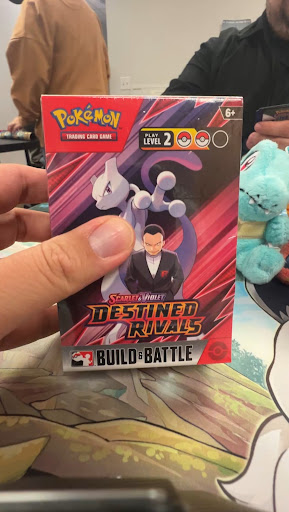 Pokémon
TRADING CARD GAME
PLAY
LEVEL 2
6+
SCARLET & VIOLET
DESTINED
RIVALS
BUILD & BATTLE